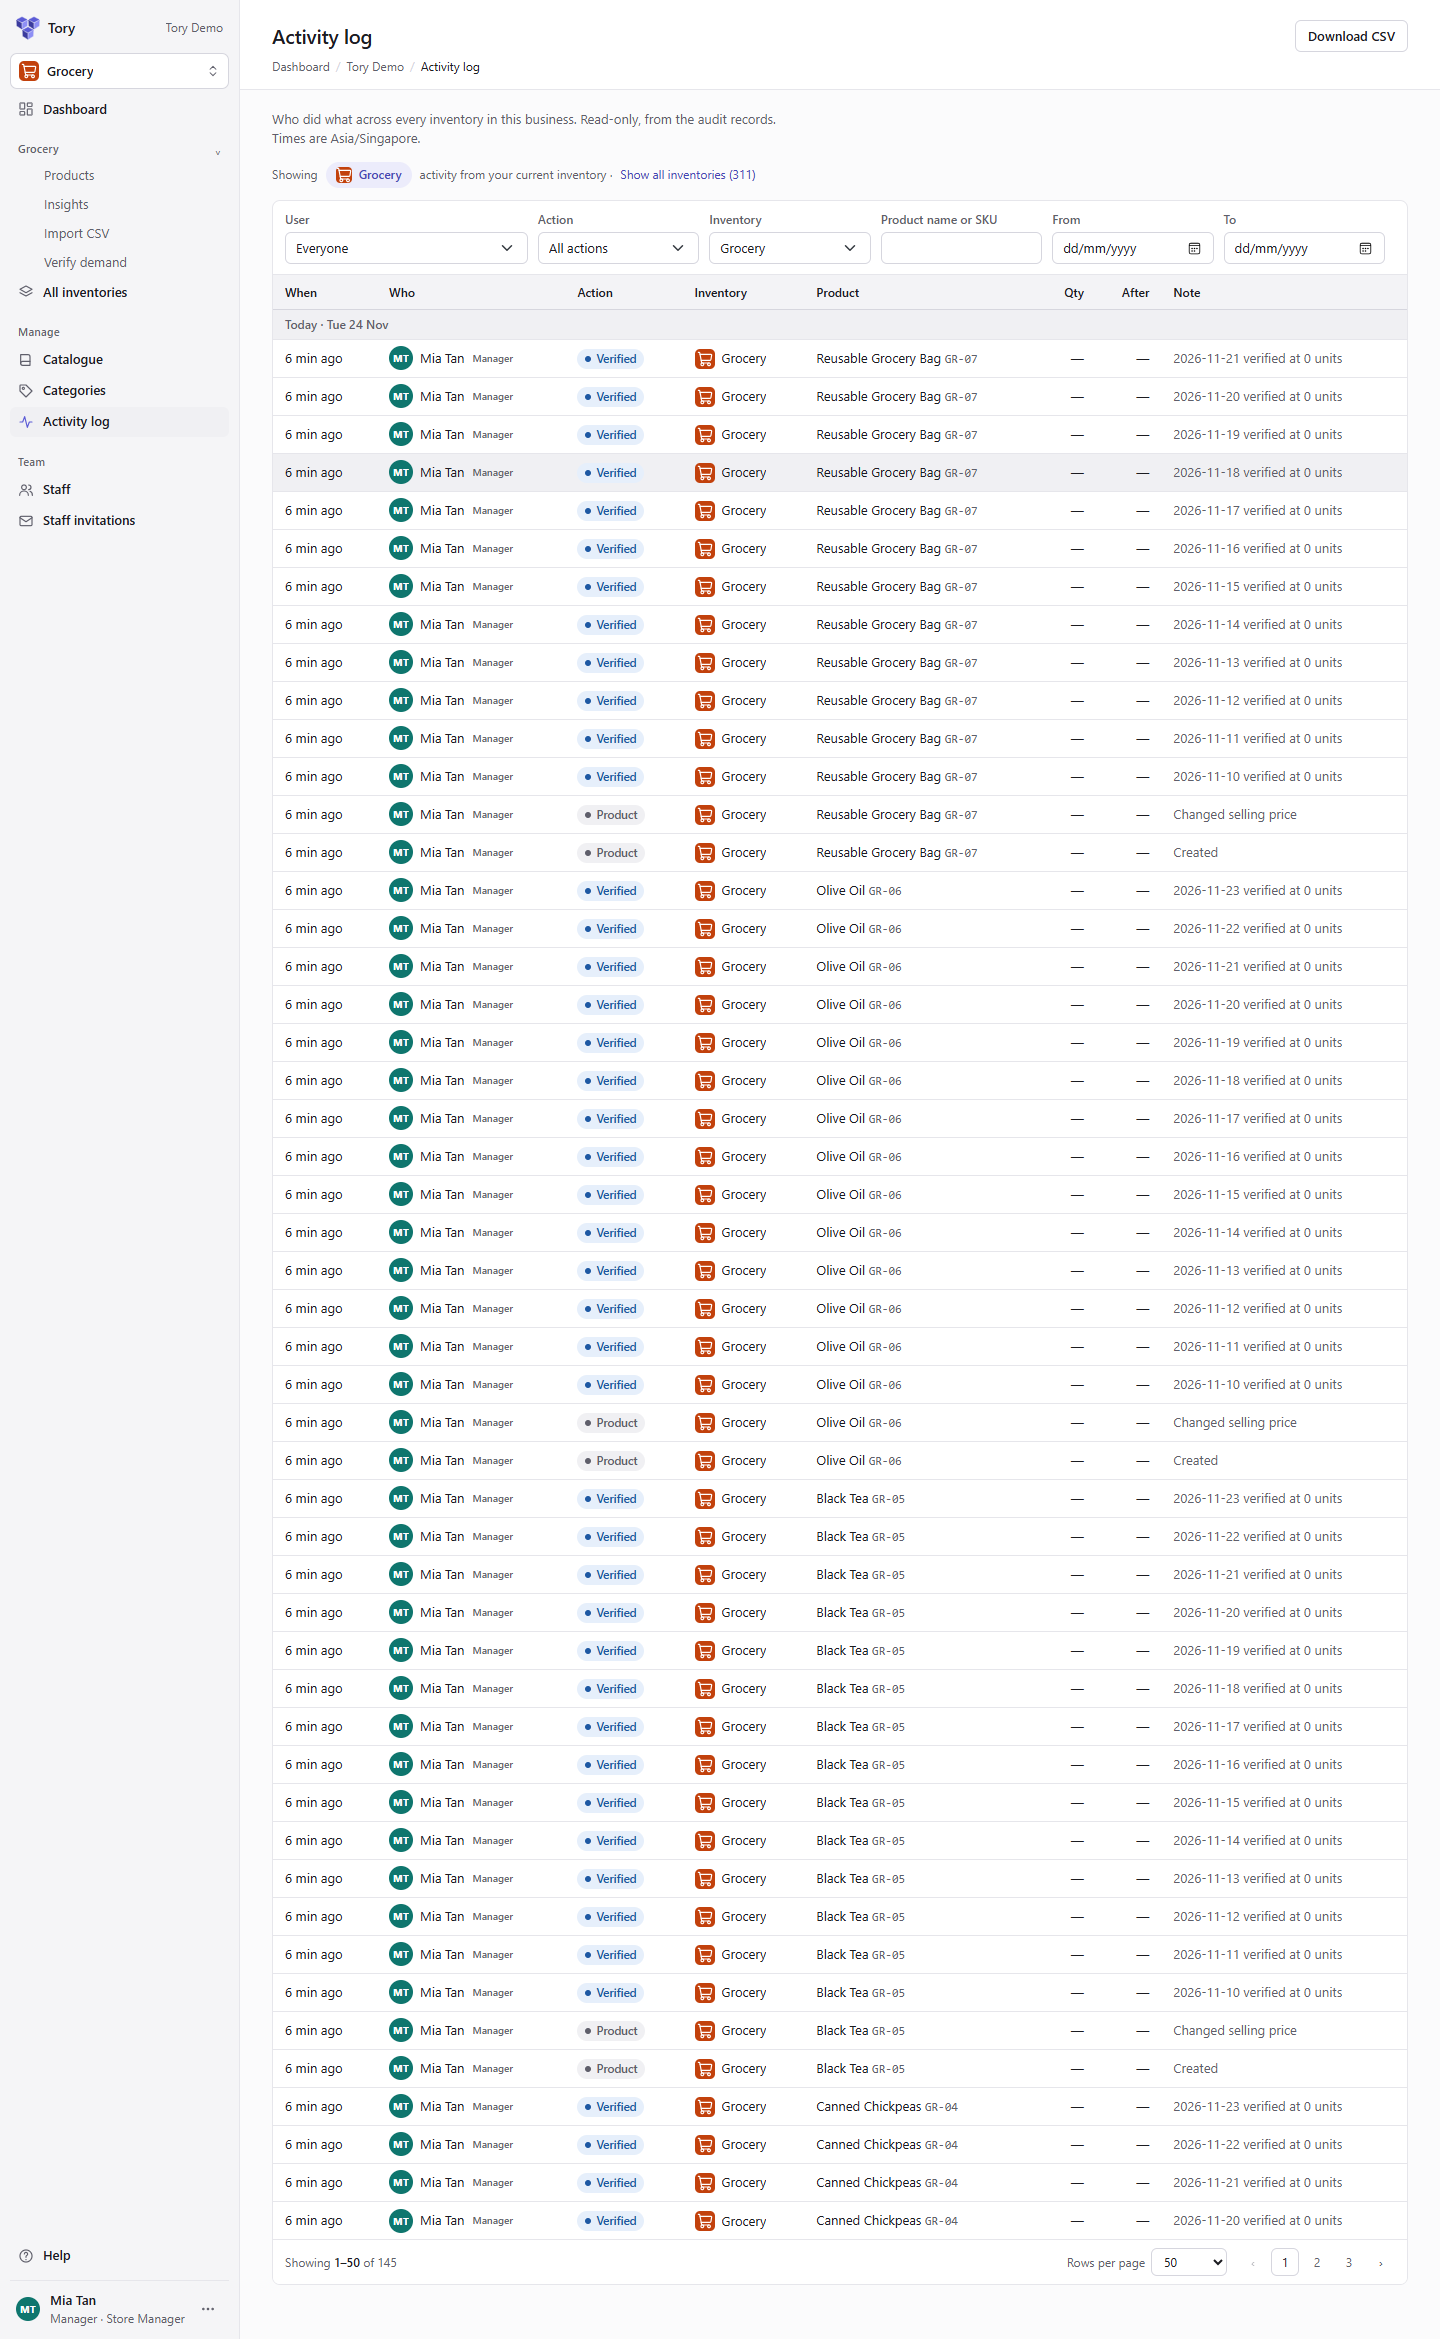 Tory
Tory Demo
Grocery
Dashboard
Grocery
Products
Insights
Import CSV
Verify demand
All inventories
Manage
Catalogue
Categories
Activity log
Team
Staff
Staff invitations
Help
MT
Mia Tan
Manager · Store Manager
Activity log
Dashboard / Tory Demo / Activity log
Download CSV
Who did what across every inventory in this business. Read-only, from the audit records.
Times are Asia/Singapore.
Showing Grocery activity from your current inventory · Show all inventories (311)
User Action Inventory Product name or SKU From To
Everyone All actions Grocery dd/mm/yyyy dd/mm/yyyy
When Who Action Inventory Product Qty After Note
Today · Tue 24 Nov
6 min ago MT Mia Tan Manager Verified Grocery Reusable Grocery Bag GR-07 — — 2026-11-21 verified at 0 units
6 min ago MT Mia Tan Manager Verified Grocery Reusable Grocery Bag GR-07 — — 2026-11-20 verified at 0 units
6 min ago MT Mia Tan Manager Verified Grocery Reusable Grocery Bag GR-07 — — 2026-11-19 verified at 0 units
6 min ago MT Mia Tan Manager Verified Grocery Reusable Grocery Bag GR-07 — — 2026-11-18 verified at 0 units
6 min ago MT Mia Tan Manager Verified Grocery Reusable Grocery Bag GR-07 — — 2026-11-17 verified at 0 units
6 min ago MT Mia Tan Manager Verified Grocery Reusable Grocery Bag GR-07 — — 2026-11-16 verified at 0 units
6 min ago MT Mia Tan Manager Verified Grocery Reusable Grocery Bag GR-07 — — 2026-11-15 verified at 0 units
6 min ago MT Mia Tan Manager Verified Grocery Reusable Grocery Bag GR-07 — — 2026-11-14 verified at 0 units
6 min ago MT Mia Tan Manager Verified Grocery Reusable Grocery Bag GR-07 — — 2026-11-13 verified at 0 units
6 min ago MT Mia Tan Manager Verified Grocery Reusable Grocery Bag GR-07 — — 2026-11-12 verified at 0 units
6 min ago MT Mia Tan Manager Verified Grocery Reusable Grocery Bag GR-07 — — 2026-11-11 verified at 0 units
6 min ago MT Mia Tan Manager Verified Grocery Reusable Grocery Bag GR-07 — — 2026-11-10 verified at 0 units
6 min ago MT Mia Tan Manager Product Grocery Reusable Grocery Bag GR-07 — — Changed selling price
6 min ago MT Mia Tan Manager Product Grocery Reusable Grocery Bag GR-07 — — Created
6 min ago MT Mia Tan Manager Verified Grocery Olive Oil GR-06 — — 2026-11-23 verified at 0 units
6 min ago MT Mia Tan Manager Verified Grocery Olive Oil GR-06 — — 2026-11-22 verified at 0 units
6 min ago MT Mia Tan Manager Verified Grocery Olive Oil GR-06 — — 2026-11-21 verified at 0 units
6 min ago MT Mia Tan Manager Verified Grocery Olive Oil GR-06 — — 2026-11-20 verified at 0 units
6 min ago MT Mia Tan Manager Verified Grocery Olive Oil GR-06 — — 2026-11-19 verified at 0 units
6 min ago MT Mia Tan Manager Verified Grocery Olive Oil GR-06 — — 2026-11-18 verified at 0 units
6 min ago MT Mia Tan Manager Verified Grocery Olive Oil GR-06 — — 2026-11-17 verified at 0 units
6 min ago MT Mia Tan Manager Verified Grocery Olive Oil GR-06 — — 2026-11-16 verified at 0 units
6 min ago MT Mia Tan Manager Verified Grocery Olive Oil GR-06 — — 2026-11-15 verified at 0 units
6 min ago MT Mia Tan Manager Verified Grocery Olive Oil GR-06 — — 2026-11-14 verified at 0 units
6 min ago MT Mia Tan Manager Verified Grocery Olive Oil GR-06 — — 2026-11-13 verified at 0 units
6 min ago MT Mia Tan Manager Verified Grocery Olive Oil GR-06 — — 2026-11-12 verified at 0 units
6 min ago MT Mia Tan Manager Verified Grocery Olive Oil GR-06 — — 2026-11-11 verified at 0 units
6 min ago MT Mia Tan Manager Verified Grocery Olive Oil GR-06 — — 2026-11-10 verified at 0 units
6 min ago MT Mia Tan Manager Product Grocery Olive Oil GR-06 — — Changed selling price
6 min ago MT Mia Tan Manager Product Grocery Olive Oil GR-06 — — Created
6 min ago MT Mia Tan Manager Verified Grocery Black Tea GR-05 — — 2026-11-23 verified at 0 units
6 min ago MT Mia Tan Manager Verified Grocery Black Tea GR-05 — — 2026-11-22 verified at 0 units
6 min ago MT Mia Tan Manager Verified Grocery Black Tea GR-05 — — 2026-11-21 verified at 0 units
6 min ago MT Mia Tan Manager Verified Grocery Black Tea GR-05 — — 2026-11-20 verified at 0 units
6 min ago MT Mia Tan Manager Verified Grocery Black Tea GR-05 — — 2026-11-19 verified at 0 units
6 min ago MT Mia Tan Manager Verified Grocery Black Tea GR-05 — — 2026-11-18 verified at 0 units
6 min ago MT Mia Tan Manager Verified Grocery Black Tea GR-05 — — 2026-11-17 verified at 0 units
6 min ago MT Mia Tan Manager Verified Grocery Black Tea GR-05 — — 2026-11-16 verified at 0 units
6 min ago MT Mia Tan Manager Verified Grocery Black Tea GR-05 — — 2026-11-15 verified at 0 units
6 min ago MT Mia Tan Manager Verified Grocery Black Tea GR-05 — — 2026-11-14 verified at 0 units
6 min ago MT Mia Tan Manager Verified Grocery Black Tea GR-05 — — 2026-11-13 verified at 0 units
6 min ago MT Mia Tan Manager Verified Grocery Black Tea GR-05 — — 2026-11-12 verified at 0 units
6 min ago MT Mia Tan Manager Verified Grocery Black Tea GR-05 — — 2026-11-11 verified at 0 units
6 min ago MT Mia Tan Manager Verified Grocery Black Tea GR-05 — — 2026-11-10 verified at 0 units
6 min ago MT Mia Tan Manager Product Grocery Black Tea GR-05 — — Changed selling price
6 min ago MT Mia Tan Manager Product Grocery Black Tea GR-05 — — Created
6 min ago MT Mia Tan Manager Verified Grocery Canned Chickpeas GR-04 — — 2026-11-23 verified at 0 units
6 min ago MT Mia Tan Manager Verified Grocery Canned Chickpeas GR-04 — — 2026-11-22 verified at 0 units
6 min ago MT Mia Tan Manager Verified Grocery Canned Chickpeas GR-04 — — 2026-11-21 verified at 0 units
6 min ago MT Mia Tan Manager Verified Grocery Canned Chickpeas GR-04 — — 2026-11-20 verified at 0 units
Showing 1–50 of 145 Rows per page 50 ‹ 1 2 3 ›